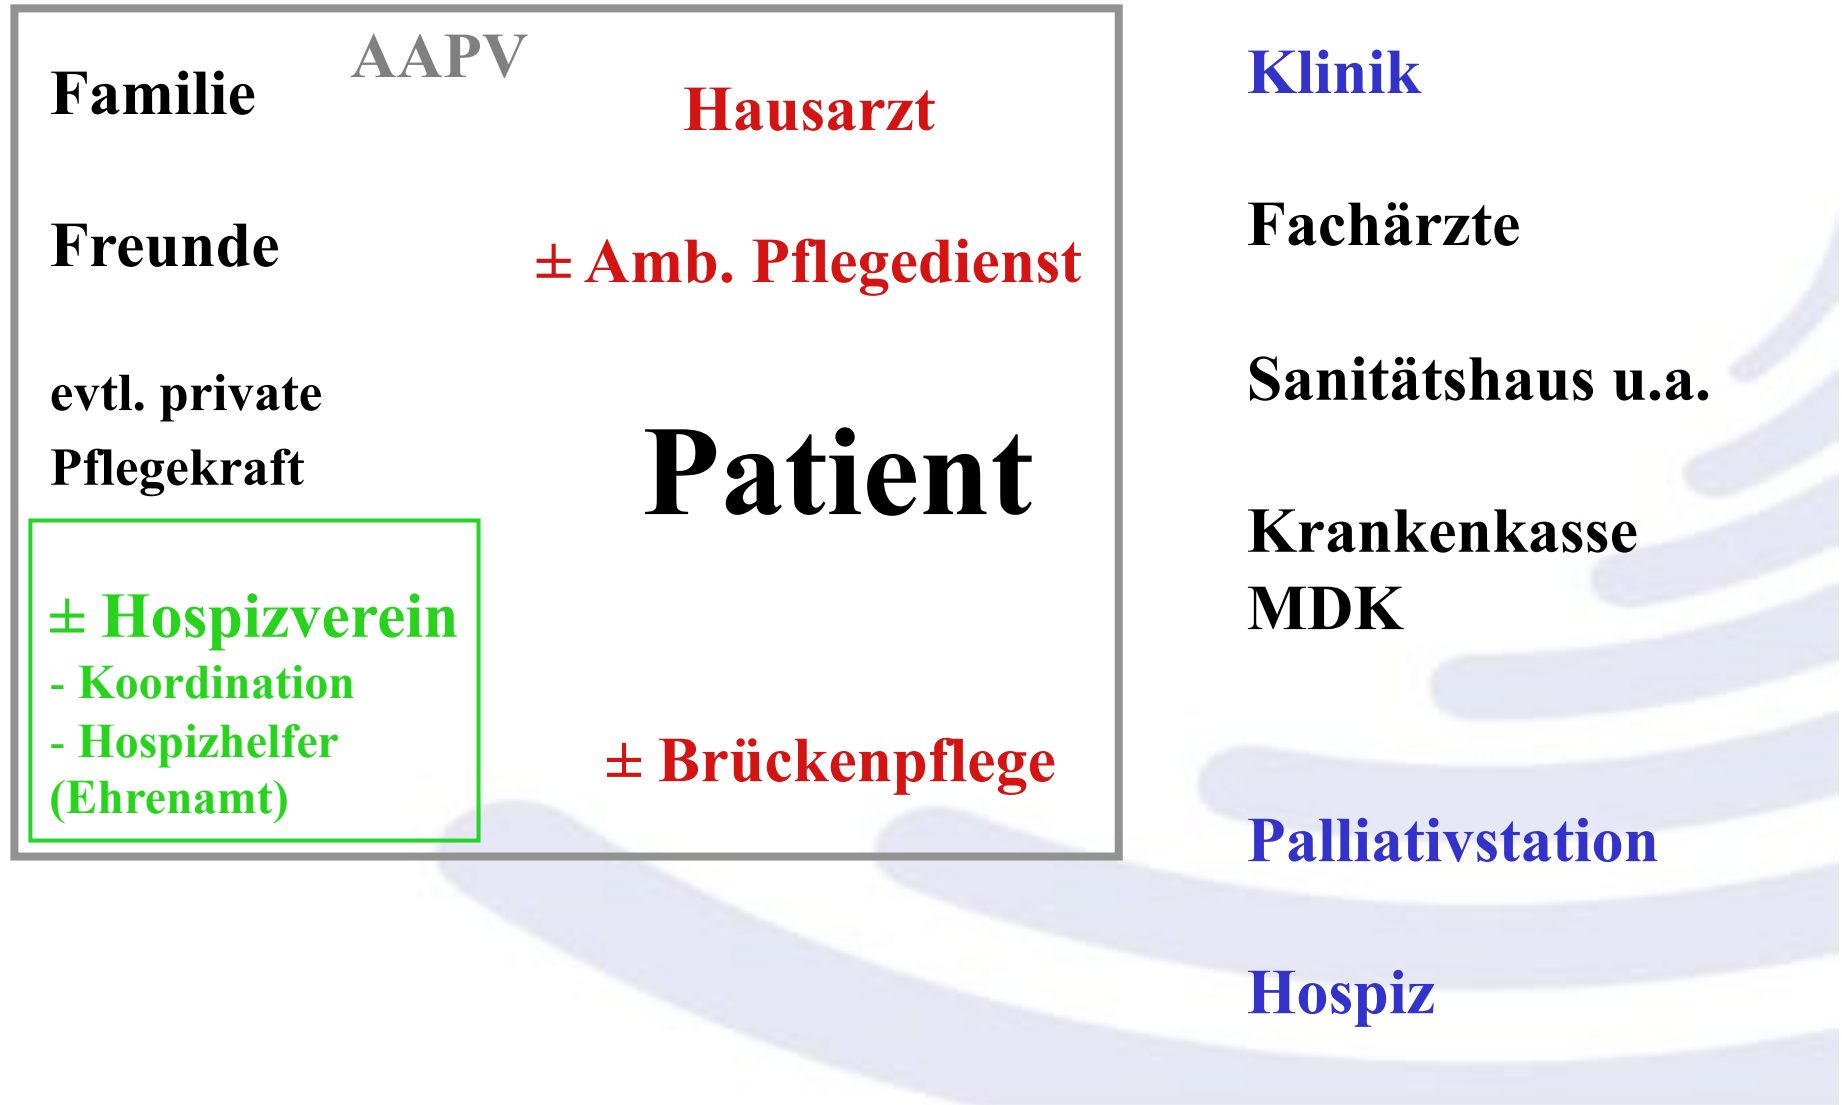 AAPV
Familie
Freunde
evtl. private
Pflegekraft
± Hospizverein
- Koordination
- Hospizhelfer
(Ehrenamt)
Hausarzt
± Amb. Pflegedienst
Patient
± Brückenpflege
Klinik
Fachärzte
Sanitätshaus u.a.
Krankenkasse
MDK
Palliativstation
Hospiz